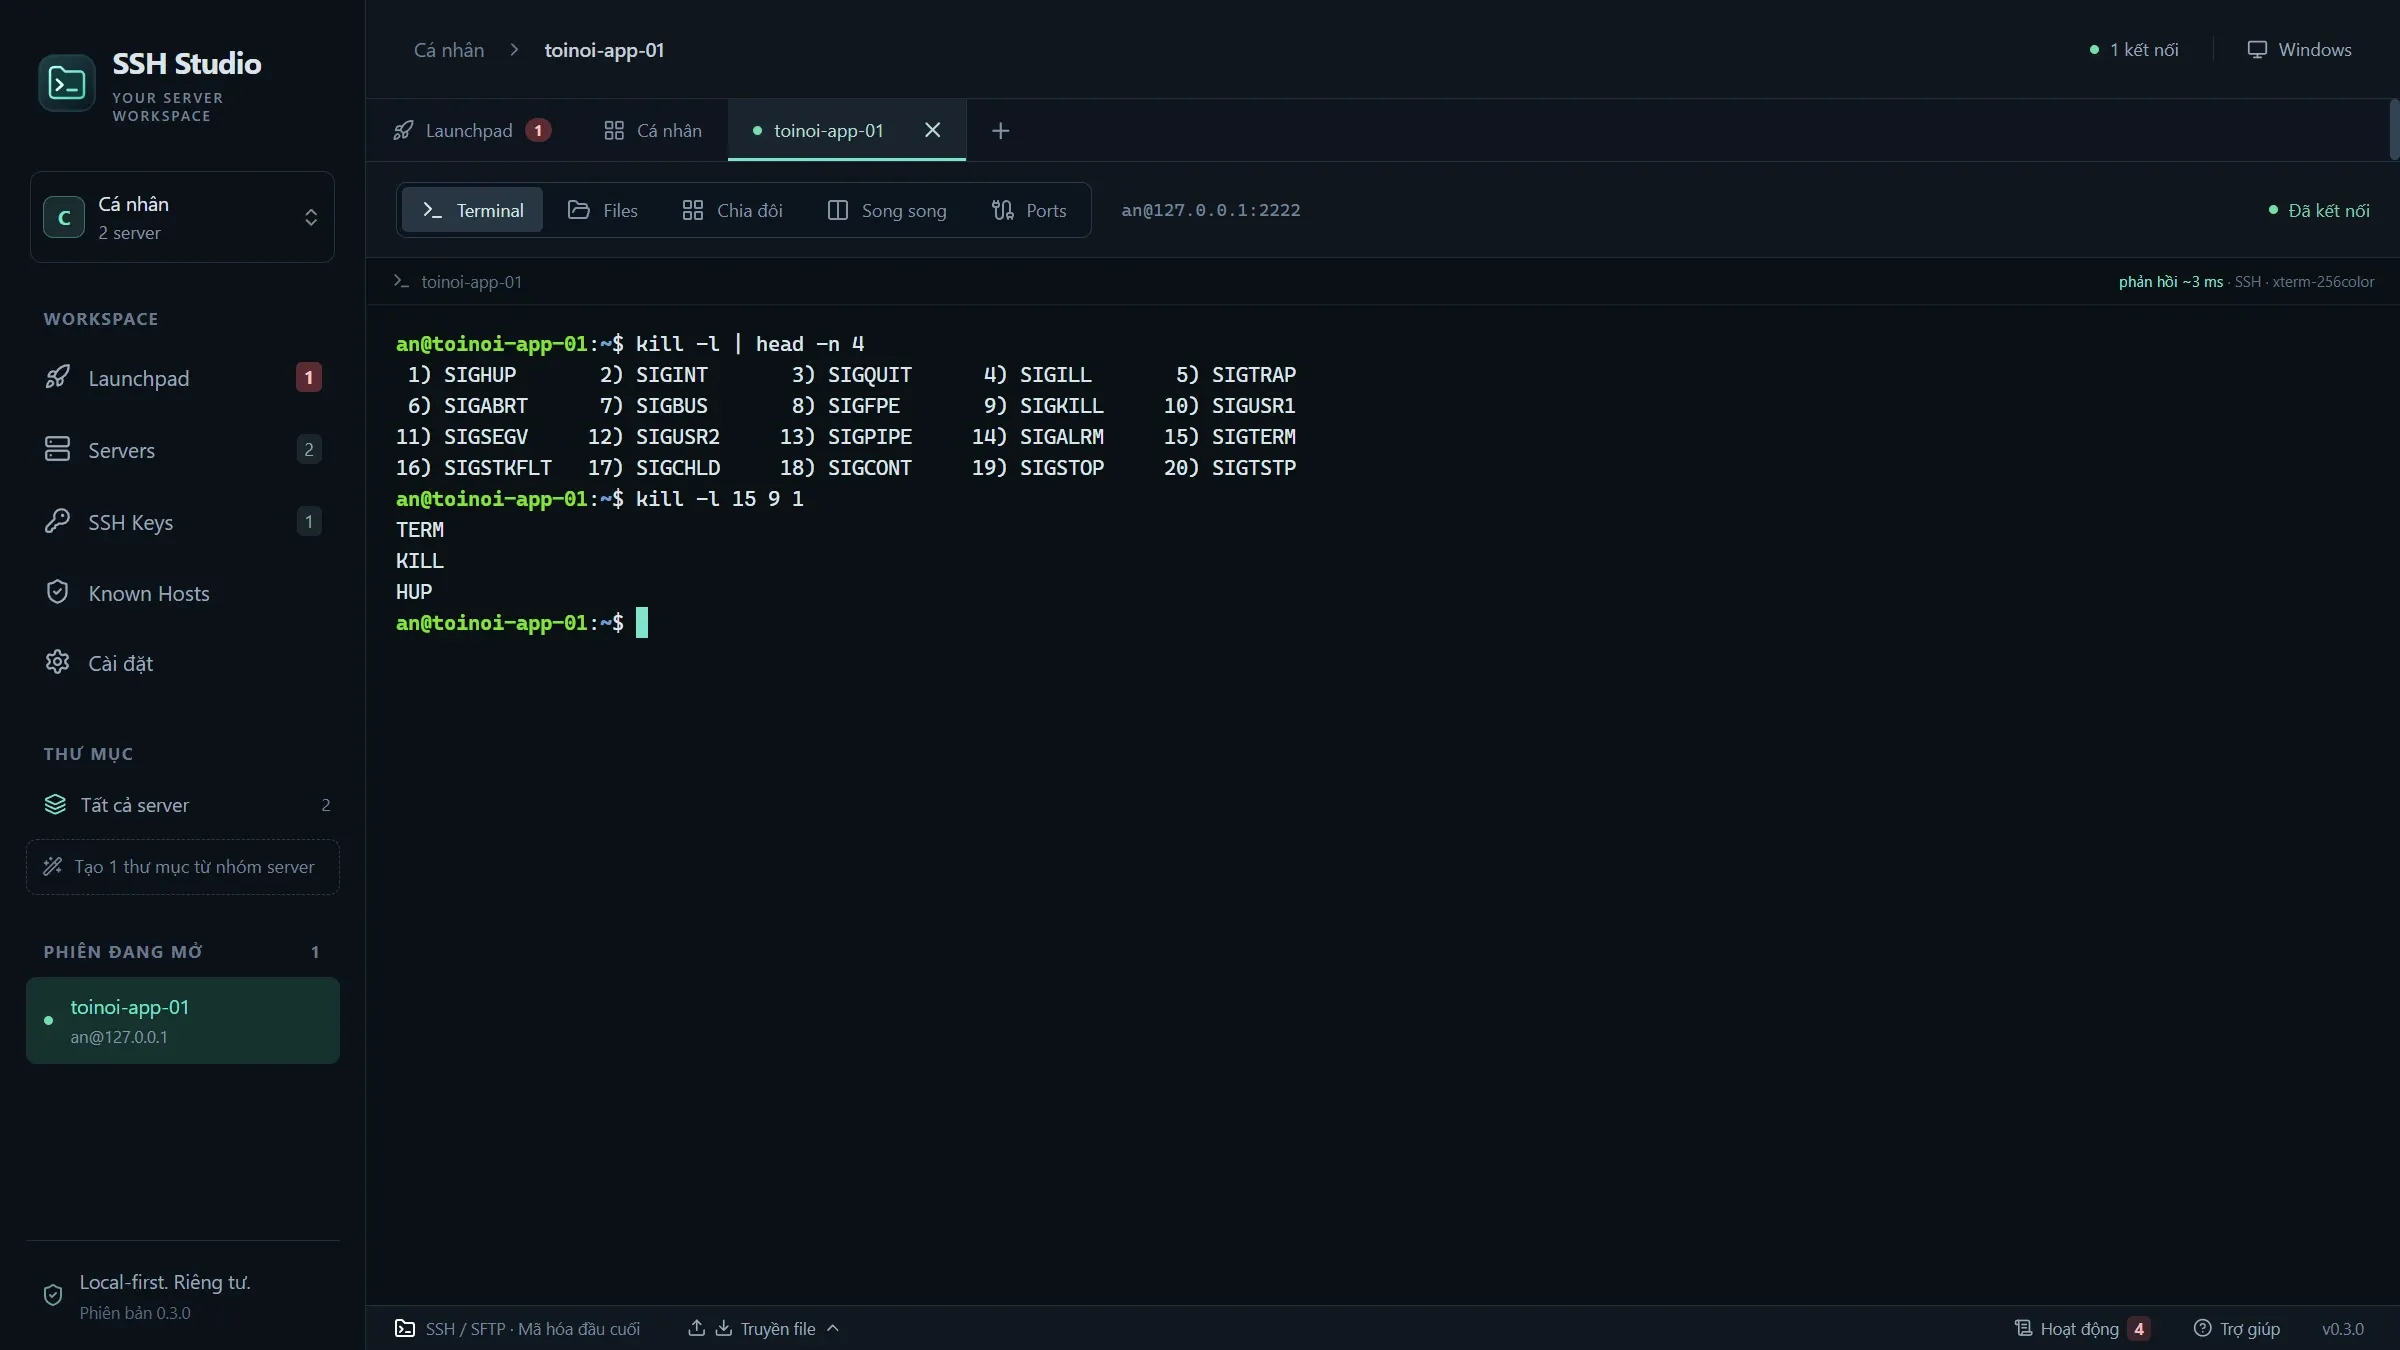 SSH Studio
YOUR SERVER
WORKSPACE
C
Cá nhân
2 server
WORKSPACE
Launchpad 1
Servers 2
SSH Keys 1
Known Hosts
Cài đặt
THƯ MỤC
Tất cả server 2
Tạo 1 thư mục từ nhóm server
PHIÊN ĐANG MỞ 1
toinoi-app-01
an@127.0.0.1
Local-first. Riêng tư.
Phiên bản 0.3.0
Cá nhân > toinoi-app-01
1 kết nối
Windows
Launchpad 1
Cá nhân
toinoi-app-01
Terminal
Files
Chia đôi
Song song
Ports
an@127.0.0.1:2222
Đã kết nối
toinoi-app-01
phản hồi ~3 ms · SSH · xterm-256color
an@toinoi-app-01:~$ kill -l | head -n 4
 1) SIGHUP       2) SIGINT       3) SIGQUIT      4) SIGILL       5) SIGTRAP
 6) SIGABRT      7) SIGBUS       8) SIGFPE       9) SIGKILL     10) SIGUSR1
11) SIGSEGV     12) SIGUSR2     13) SIGPIPE     14) SIGALRM     15) SIGTERM
16) SIGSTKFLT   17) SIGCHLD     18) SIGCONT     19) SIGSTOP     20) SIGTSTP
an@toinoi-app-01:~$ kill -l 15 9 1
TERM
KILL
HUP
an@toinoi-app-01:~$
SSH / SFTP · Mã hóa đầu cuối
Truyền file
Hoạt động 4
Trợ giúp
v0.3.0